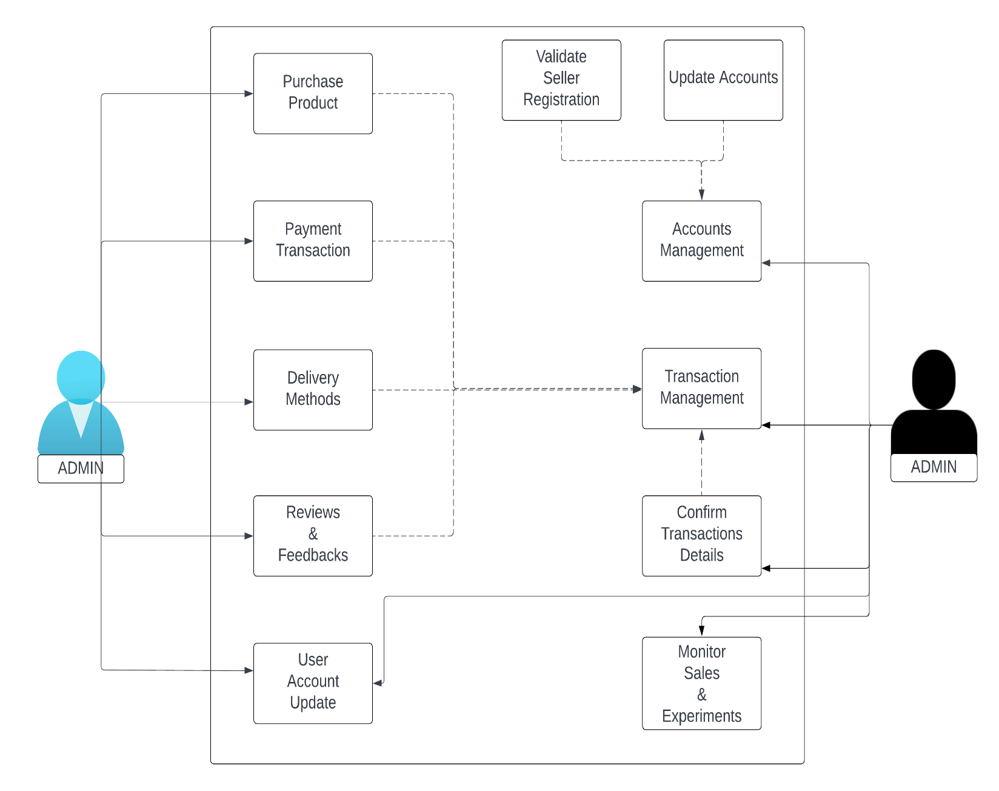 Purchase
Product
Validate
Seller
Registration
Update Accounts
Payment
Transaction
Accounts
Management
Delivery
Methods
Transaction
Management
ADMIN
ADMIN
Reviews
&
Feedbacks
Confirm
Transactions
Details
User
Account
Update
Monitor
Sales
&
Experiments